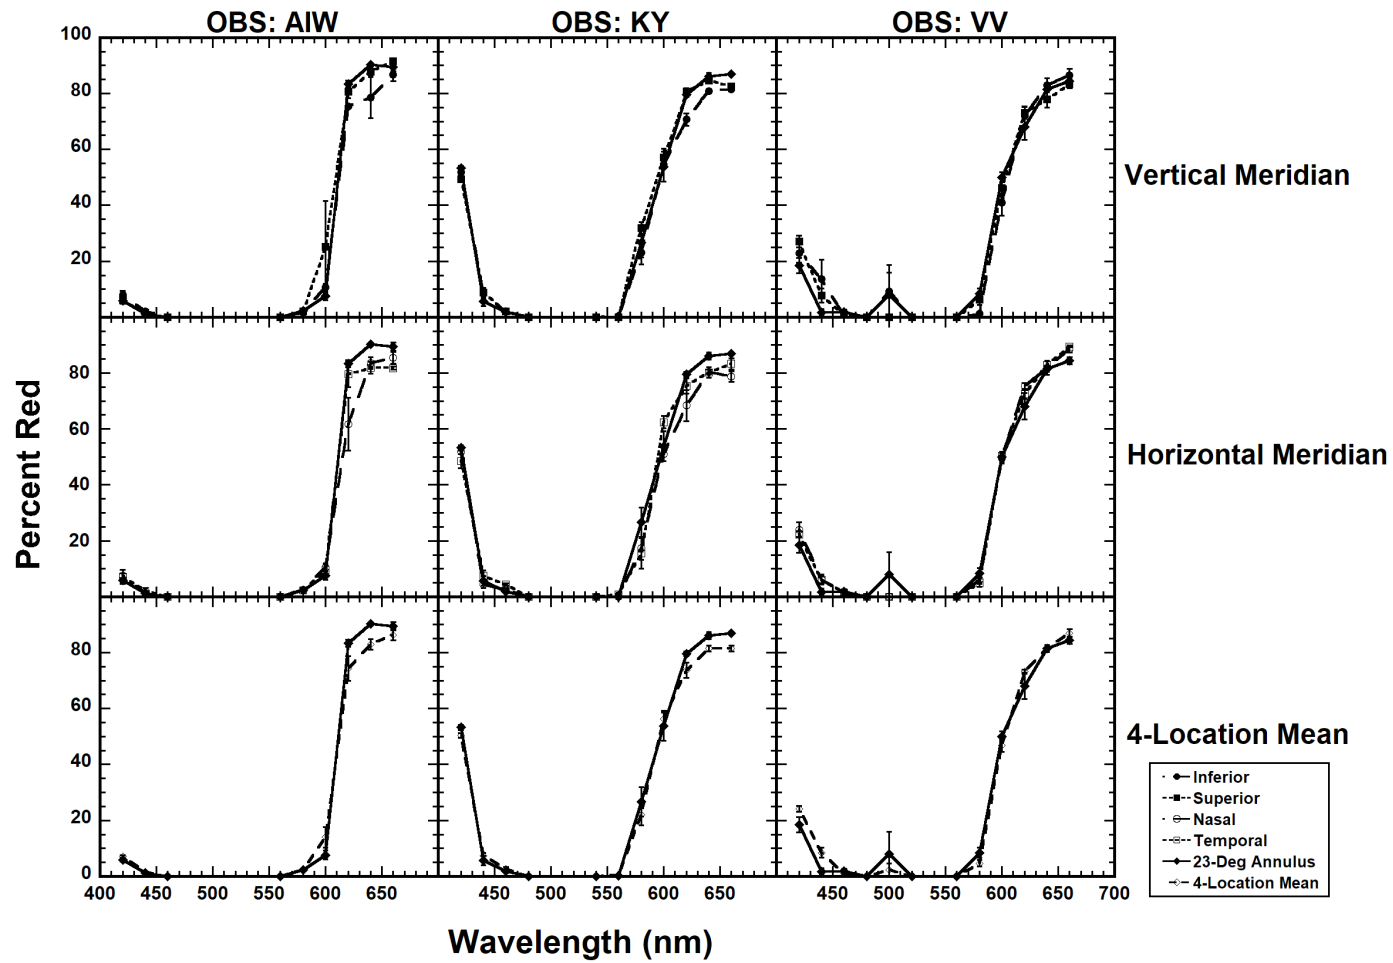 OBS: AIW OBS: KY OBS: VV
100
80
60
40
20
Vertical Meridian
80
60
40
20
Horizontal Meridian
80
60
40
20
0
4-Location Mean
Percent Red
400 450 500 550 600 650 450 500 550 600 650 450 500 550 600 650 700
Wavelength (nm)
Inferior
Superior
Nasal
Temporal
23-Deg Annulus
4-Location Mean